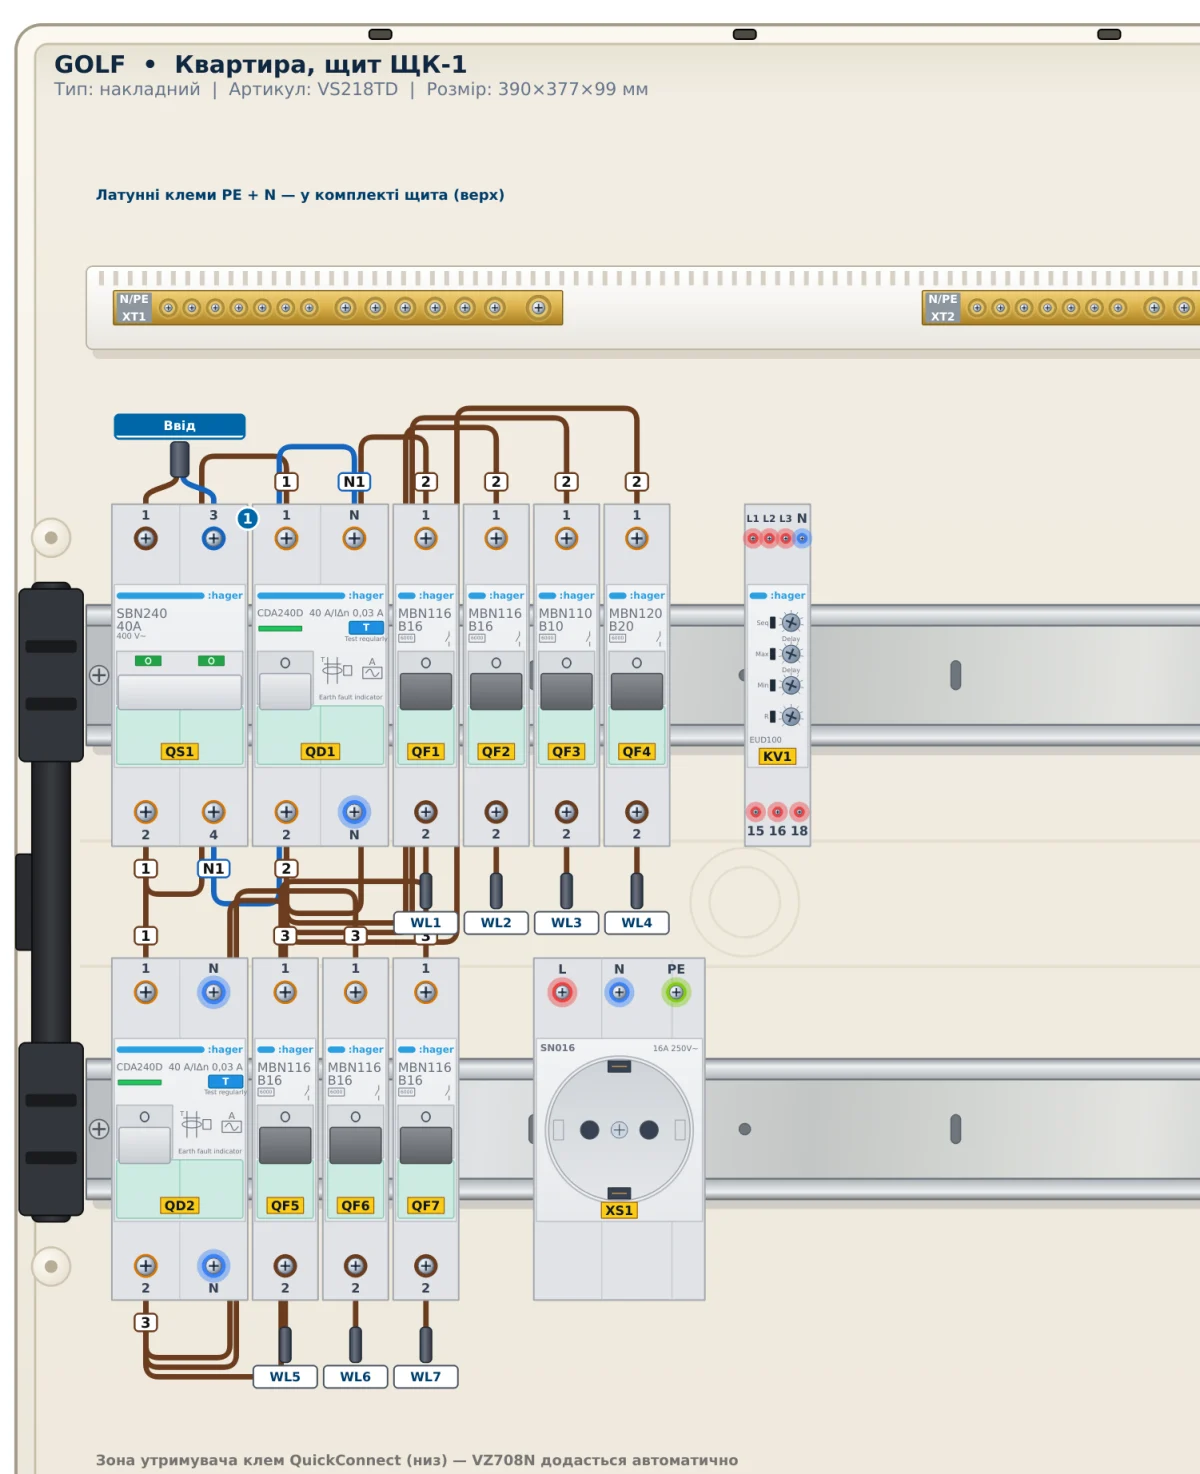 GOLF • Квартира, щит ЩК-1
Тип: накладний | Артикул: VS218TD | Розмір: 390×377×99 мм
Латунні клеми PE + N — у комплекті щита (верх)
N/PE
XT1
N/PE
XT2
Ввід
1 N1 2 2 2 2
1 3 1 1 N 1 1 1 1
L1 L2 L3 N
:hager :hager :hager :hager :hager :hager :hager
SBN240
40A
400 V~
CDA240D 40 A/IΔn 0,03 A
T
Test regularly
Earth fault indicator
MBN116
B16
MBN116
B16
MBN110
B10
MBN120
B20
Seq
Delay
Max
Delay
Min
R
EUD100
QS1 QD1 QF1 QF2 QF3 QF4 KV1
2 4 2 N 2 2 2 2
15 16 18
1 N1 2
WL1 WL2 WL3 WL4
1 3 3 3
1 N 1 1 1
L N PE
:hager :hager :hager :hager
CDA240D 40 A/IΔn 0,03 A
T
Test regularly
Earth fault indicator
MBN116
B16
MBN116
B16
MBN116
B16
SN016 16A 250V~
QD2 QF5 QF6 QF7 XS1
2 N 2 2 2
3
WL5 WL6 WL7
Зона утримувача клем QuickConnect (низ) — VZ708N додасться автоматично